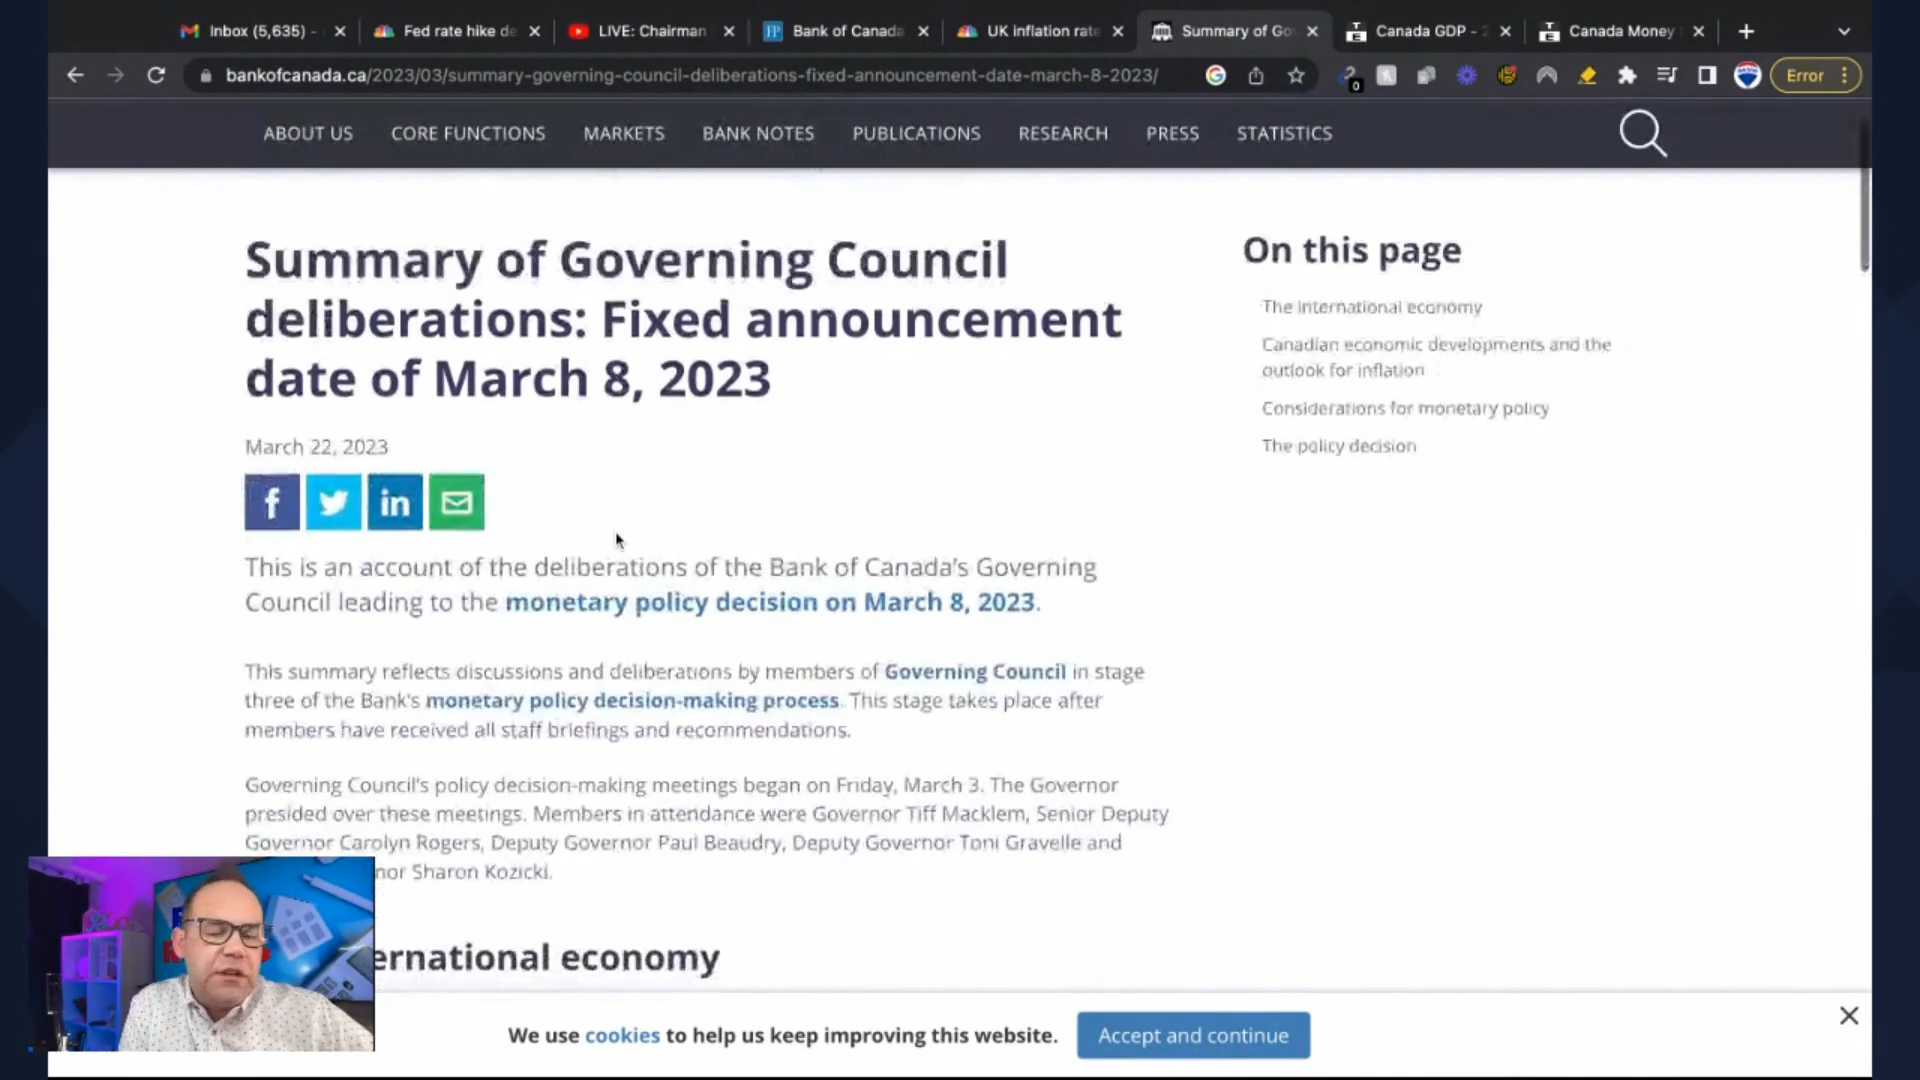 Inbox (5,635) -
Fed rate hike de
LIVE: Chairman
Bank of Canada
UK inflation rate
Summary of Go
Canada GDP -
Canada Money
bankofcanada.ca/2023/03/summary-governing-council-deliberations-fixed-announcement-date-march-8-2023/
0
Error
ABOUT US
CORE FUNCTIONS
MARKETS
BANK NOTES
PUBLICATIONS
RESEARCH
PRESS
STATISTICS
Summary of Governing Council
deliberations: Fixed announcement
date of March 8, 2023
March 22, 2023
This is an account of the deliberations of the Bank of Canada's Governing
Council leading to the monetary policy decision on March 8, 2023.
This summary reflects discussions and deliberations by members of Governing Council in stage
three of the Bank's monetary policy decision-making process. This stage takes place after
members have received all staff briefings and recommendations.
Governing Council's policy decision-making meetings began on Friday, March 3. The Governor
presided over these meetings. Members in attendance were Governor Tiff Macklem, Senior Deputy
Governor Carolyn Rogers, Deputy Governor Paul Beaudry, Deputy Governor Toni Gravelle and
nor Sharon Kozicki.
ernational economy
On this page
The international economy
Canadian economic developments and the
outlook for inflation
Considerations for monetary policy
The policy decision
We use cookies to help us keep improving this website.
Accept and continue